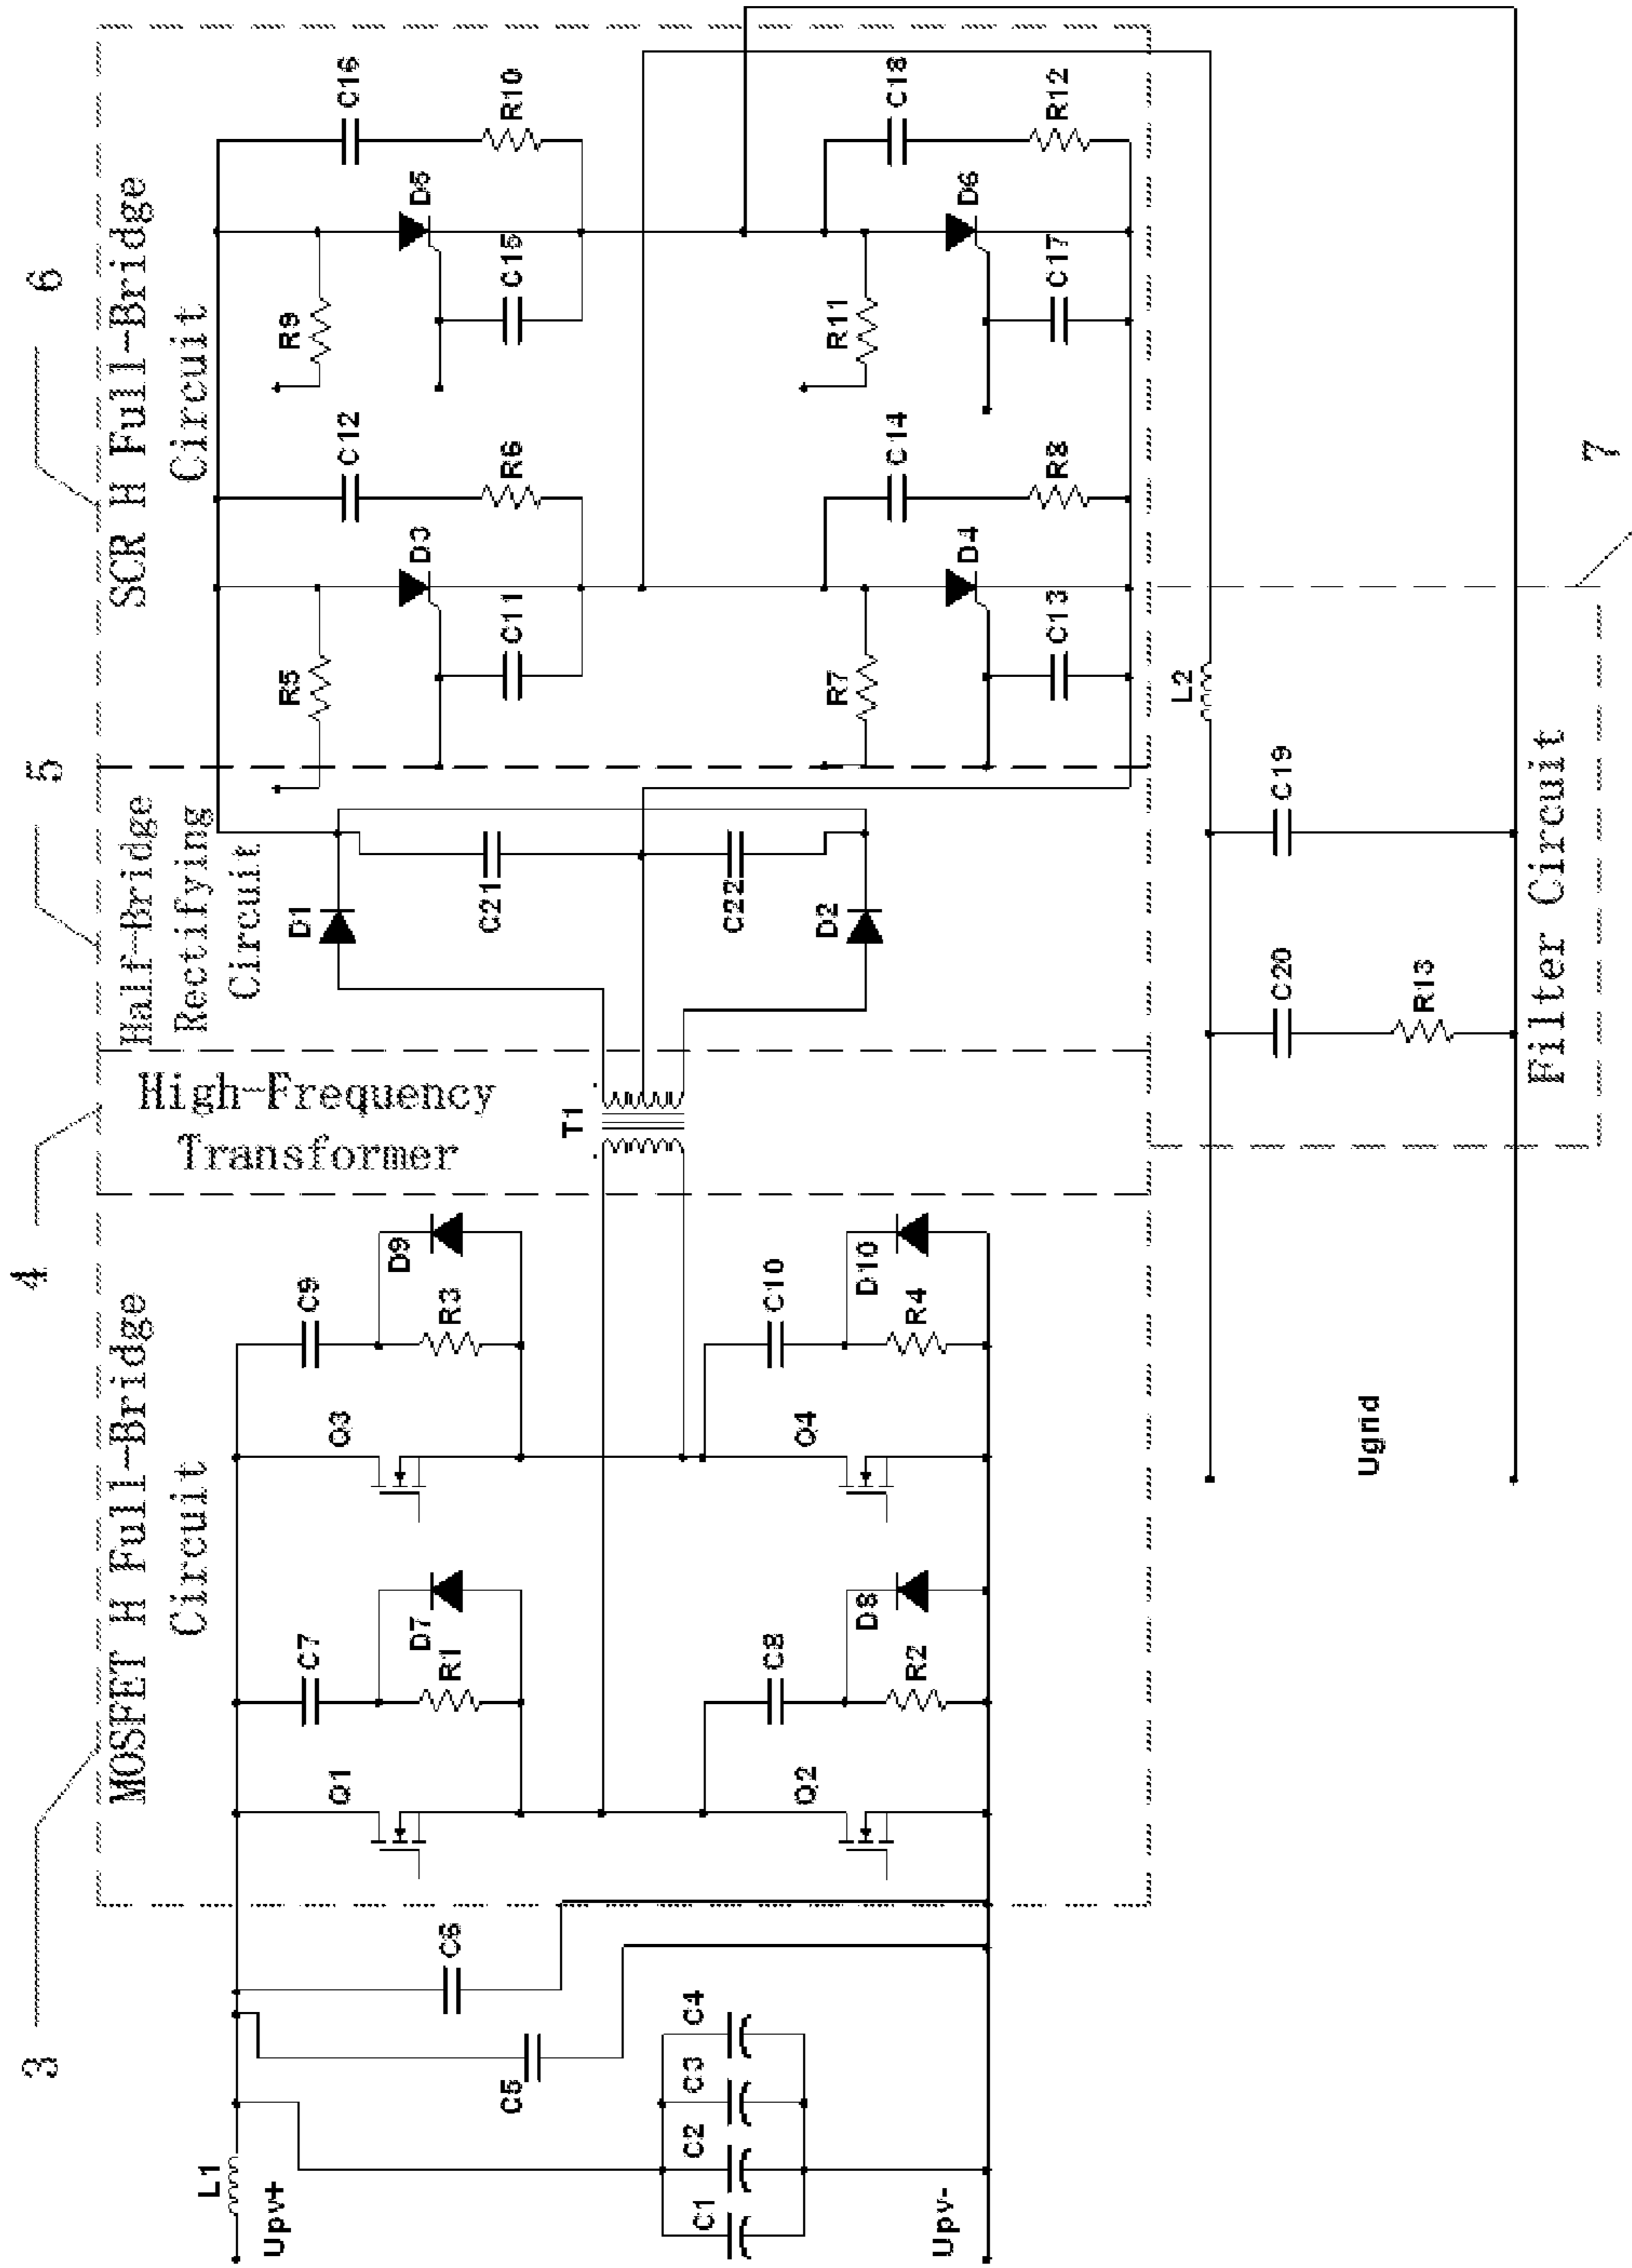 3
4
5
6
MOSFET H Full-Bridge
Circuit
High-Frequency
Transformer
Half-Bridge
Rectifying
Circuit
SCR H Full-Bridge
Circuit
L1
Upv+
Upv-
C1
C2
C3
C4
C5
C6
Q1
C7
D7
R1
Q2
C8
D8
R2
Q3
C9
D9
R3
Q4
C10
D10
R4
T1
D1
C21
C22
D2
R5
D3
C11
C12
R6
R7
D4
C13
C14
R8
R9
D5
C15
C16
R10
R11
D6
C17
C18
R12
L2
C19
C20
R13
Ugrid
Filter Circuit
7